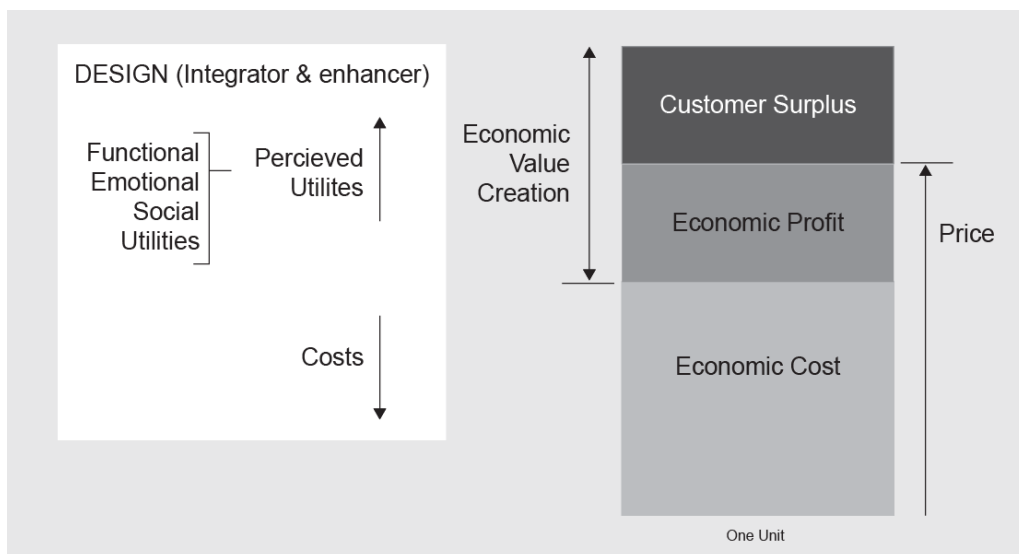 DESIGN (Integrator & enhancer)
Functional
Emotional
Social
Utilities
Percieved
Utilites
Costs
Economic
Value
Creation
Customer Surplus
Economic Profit
Economic Cost
Price
One Unit